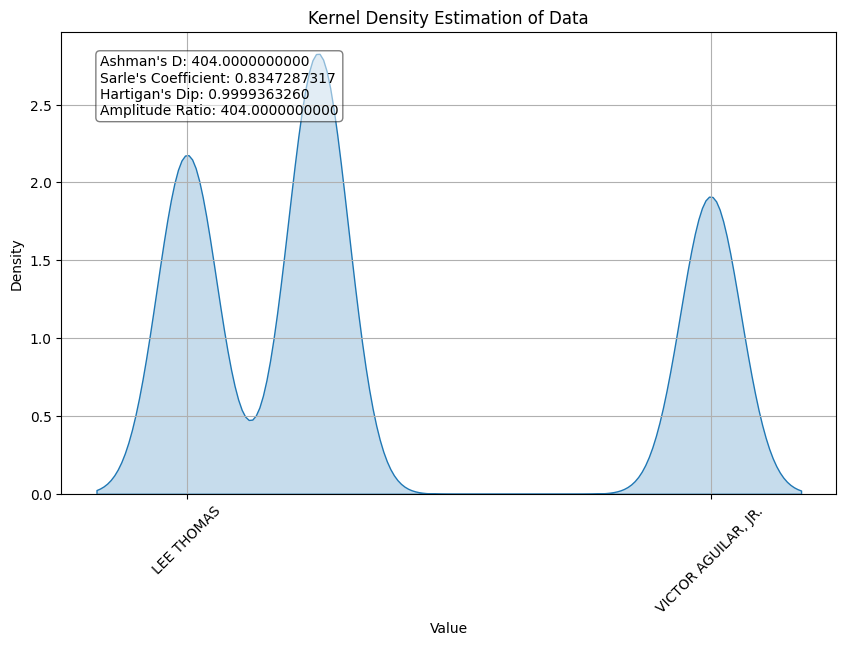 Kernel Density Estimation of Data
Ashman's D: 404.0000000000
Sarle's Coefficient: 0.8347287317
Hartigan's Dip: 0.9999363260
Amplitude Ratio: 404.0000000000
Density
2.5
2.0
1.5
1.0
0.5
0.0
LEE THOMAS
VICTOR AGUILAR, JR.
Value